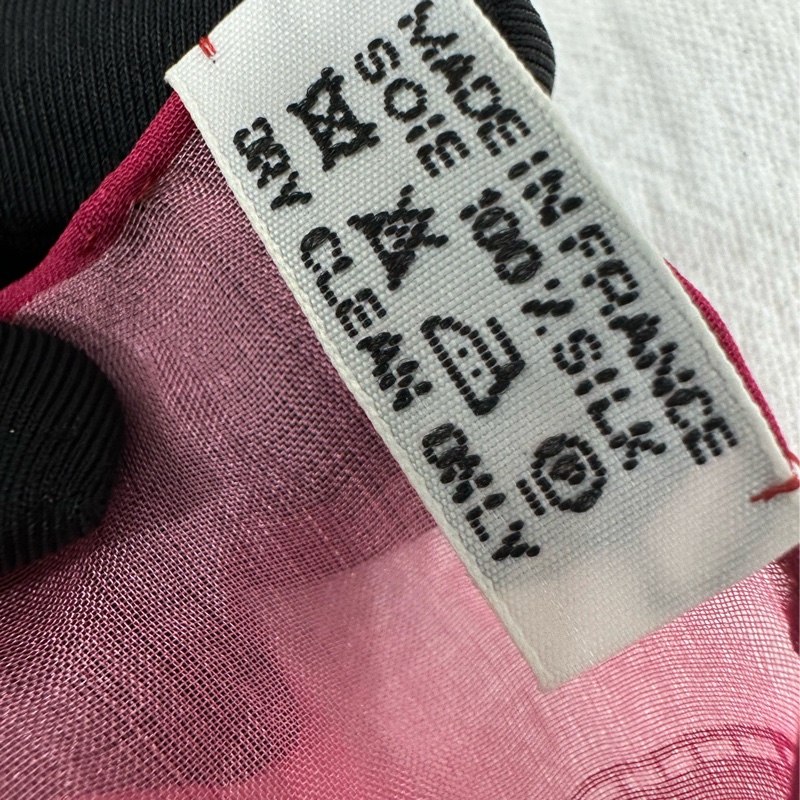 MADE IN FRANCE
SOIE 100% SILK
P
DRY CLEAN ONLY